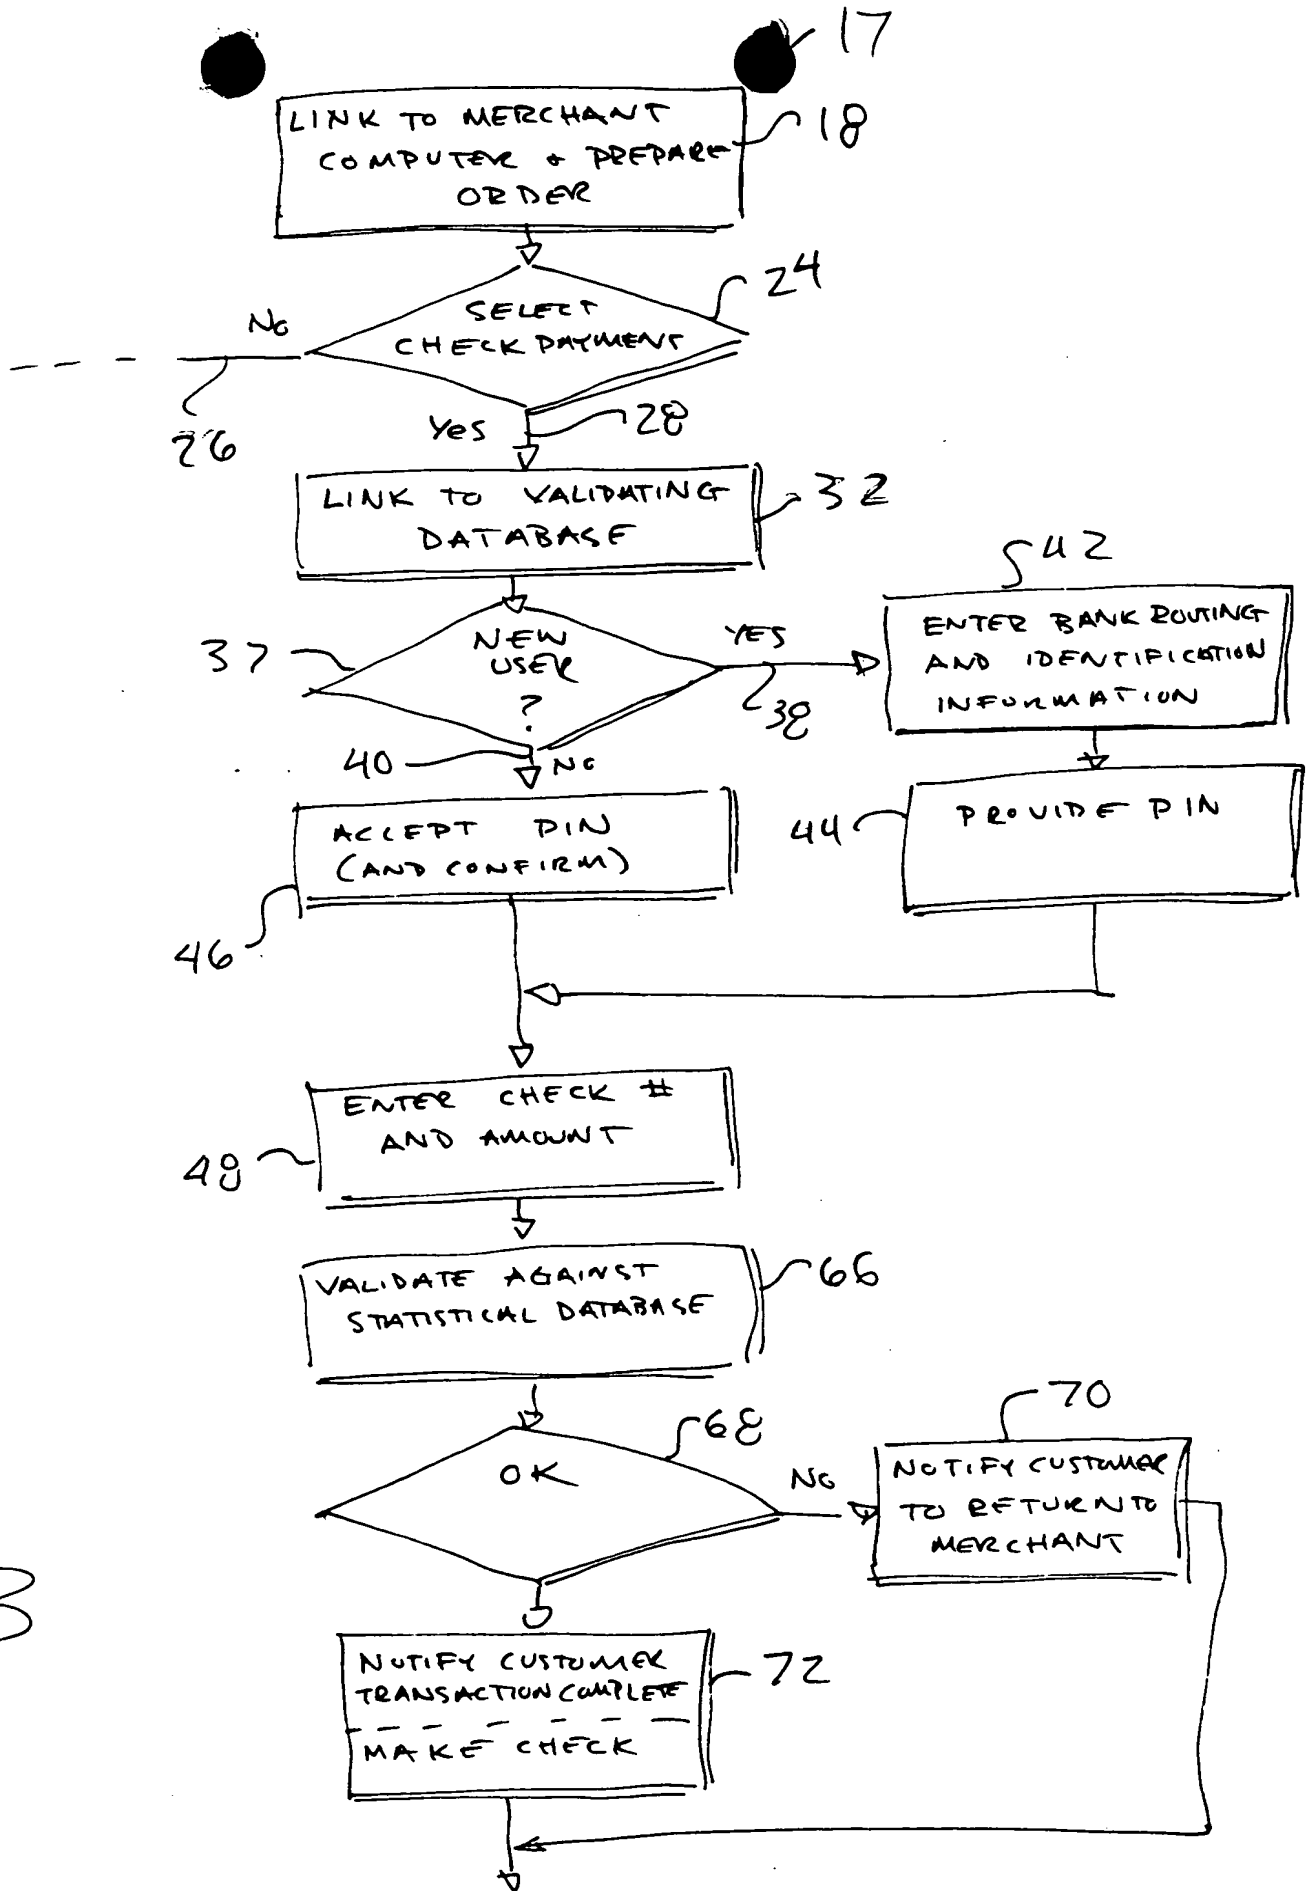 17
LINK TO MERCHANT
COMPUTER + PREPARE
ORDER
18
SELECT
CHECK PAYMENT
24
No
26
Yes
28
LINK TO VALIDATING
DATABASE
32
NEW
USER
?
37
YES
38
40
NO
ENTER BANK ROUTING
AND IDENTIFICATION
INFORMATION
42
PROVIDE PIN
44
ACCEPT PIN
(AND CONFIRM)
46
ENTER CHECK #
AND AMOUNT
48
VALIDATE AGAINST
STATISTICAL DATABASE
66
OK
68
NO
NOTIFY CUSTOMER
TO RETURN TO
MERCHANT
70
NOTIFY CUSTOMER
TRANSACTION COMPLETE
MAKE CHECK
72